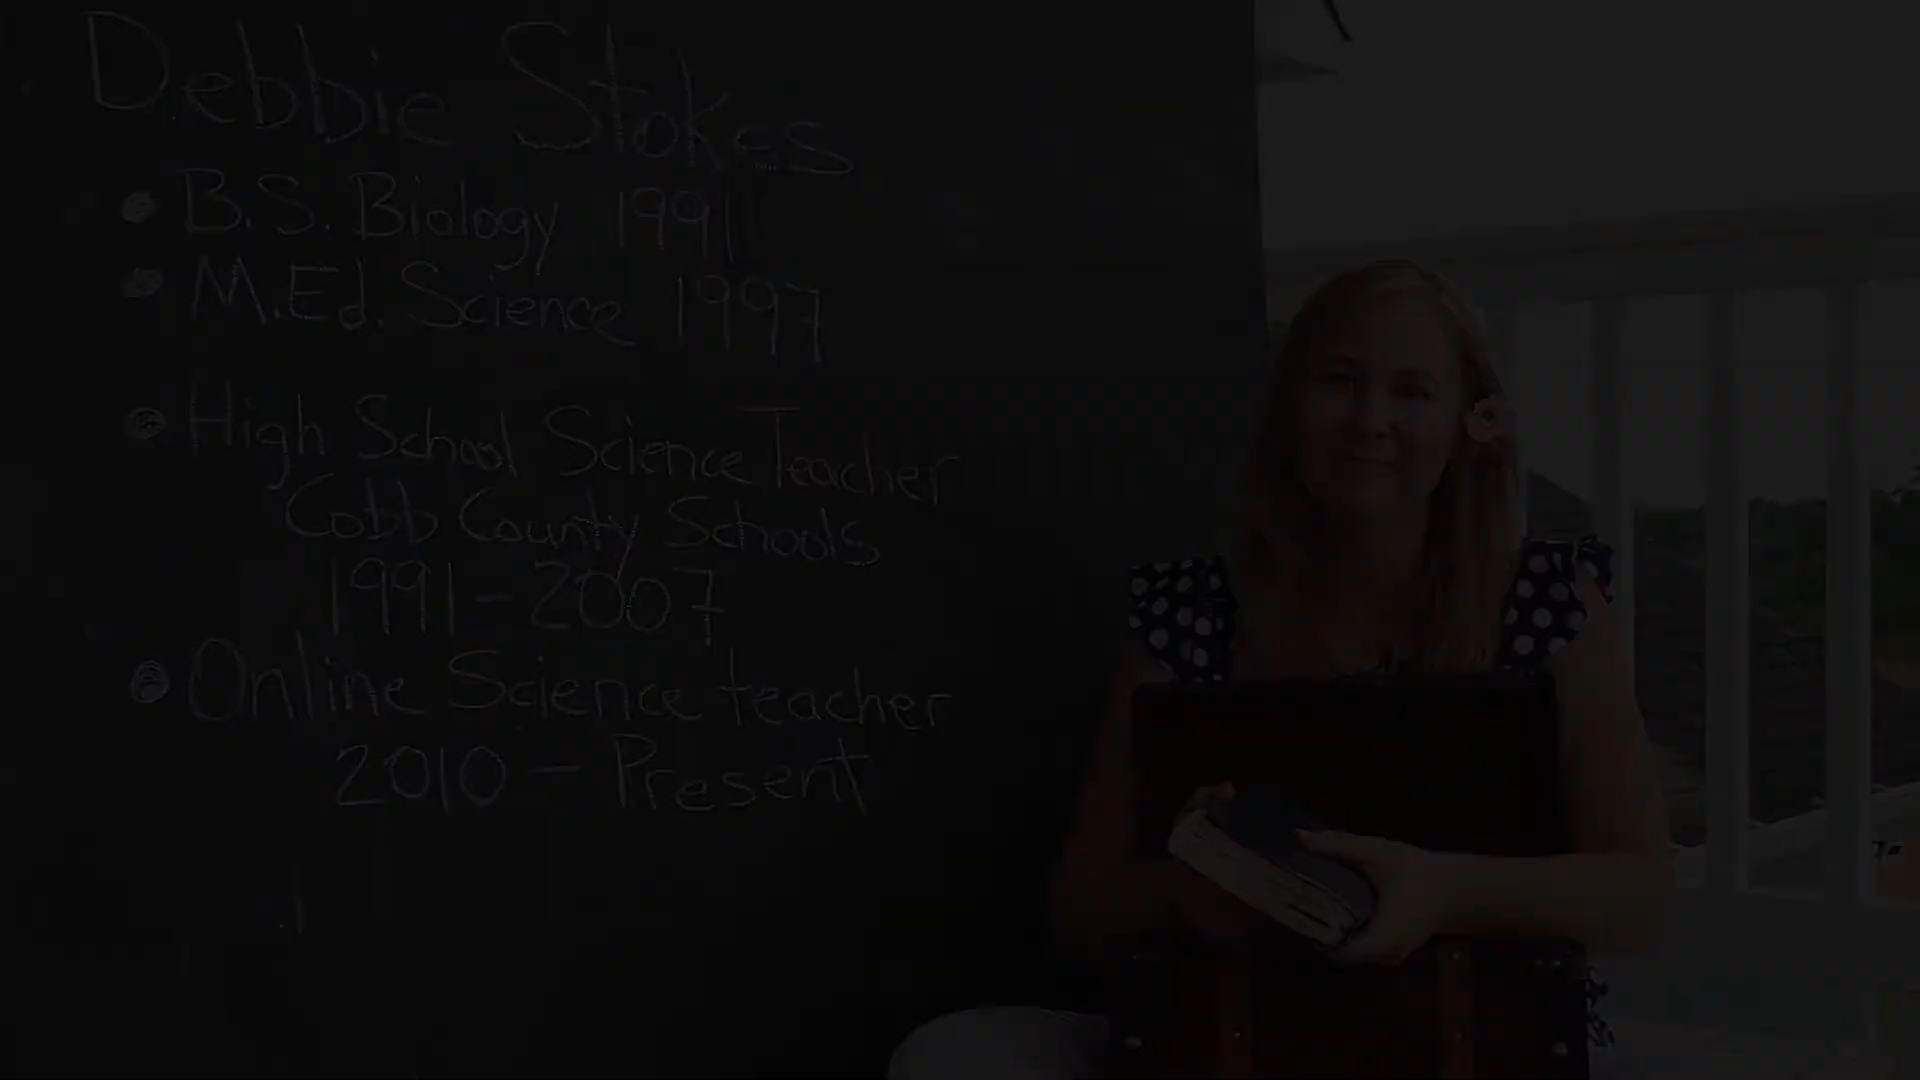 Debbie Stokes
• B.S. Biology 1991
• M.Ed. Science 1997
• High School Science Teacher
Cobb County Schools
1991-2007
• Online Science teacher
2010 - Present